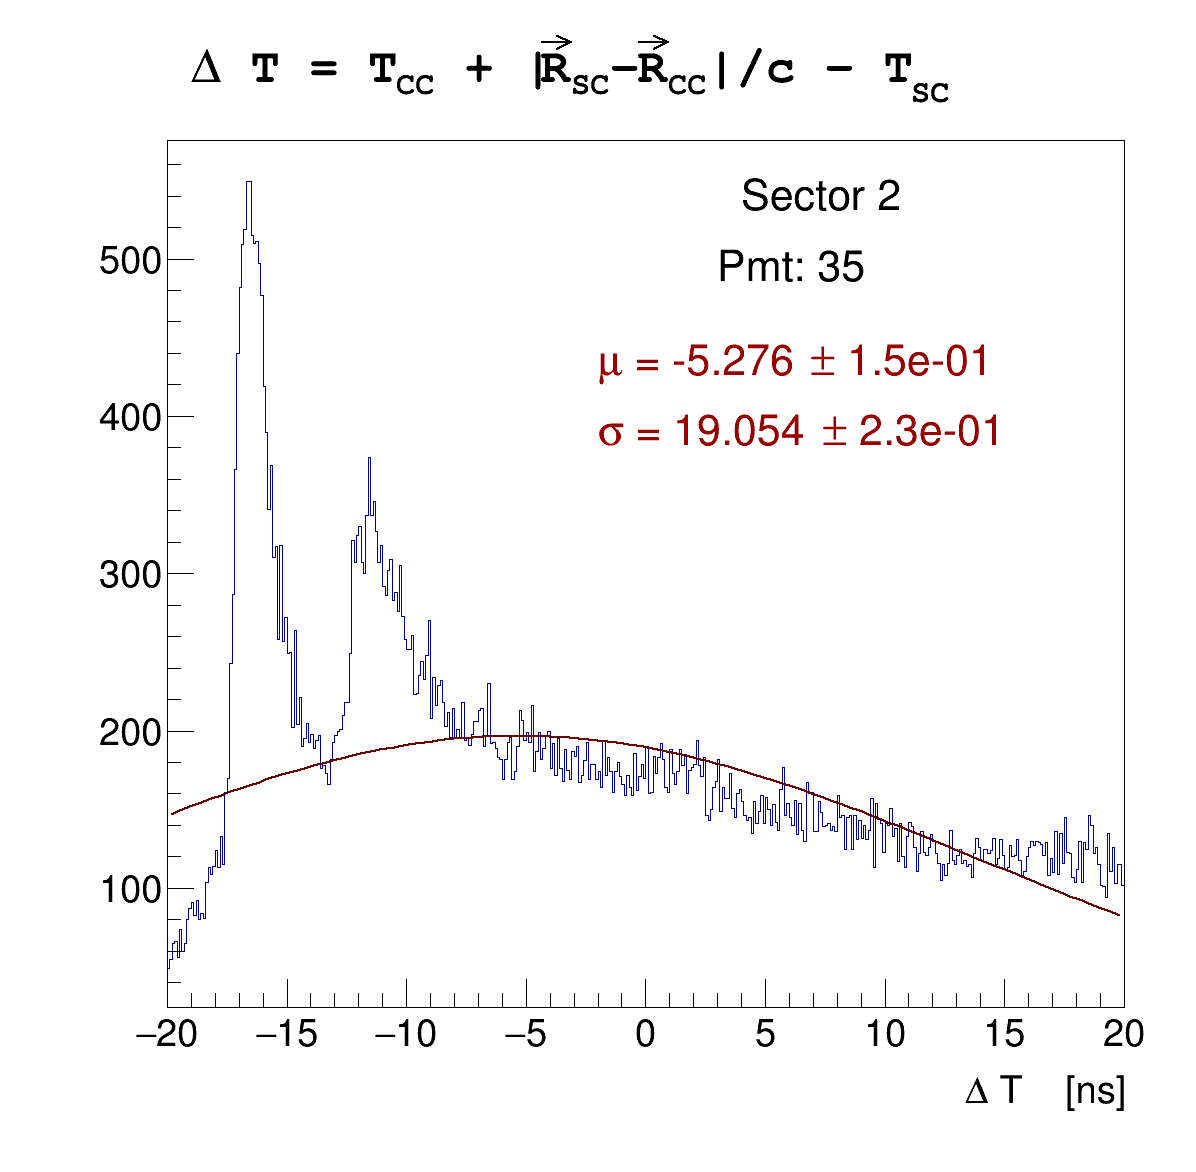 Δ T = T_CC + |R⃗_SC−R⃗_CC|/c − T_SC
Sector 2
Pmt: 35
μ = -5.276 ± 1.5e-01
σ = 19.054 ± 2.3e-01
500
400
300
200
100
−20 −15 −10 −5 0 5 10 15 20
Δ T [ns]